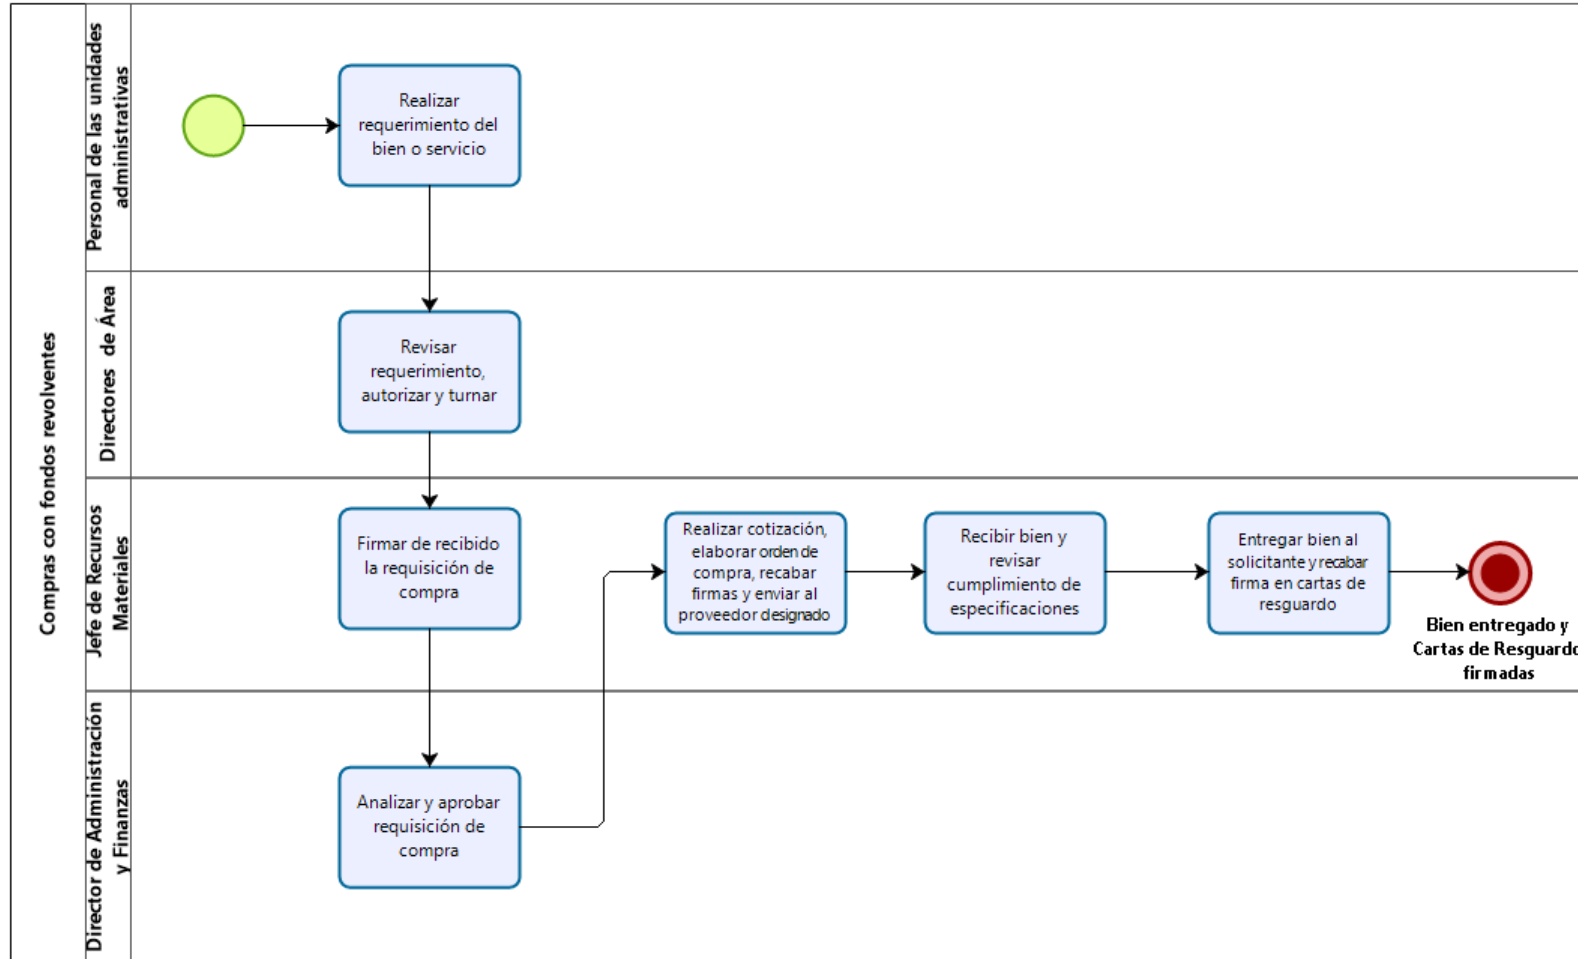 Compras con fondos revolventes
Personal de las unidades
administrativas
Realizar
requerimiento del
bien o servicio
Directores de Área
Revisar
requerimiento,
autorizar y turnar
Jefe de Recursos
Materiales
Firmar de recibido
la requisición de
compra
Realizar cotización,
elaborar orden de
compra, recabar
firmas y enviar al
proveedor designado
Recibir bien y
revisar
cumplimiento de
especificaciones
Entregar bien al
solicitante y recabar
firma en cartas de
resguardo
Bien entregado y
Cartas de Resguardo
firmadas
Director de Administración
y Finanzas
Analizar y aprobar
requisición de
compra